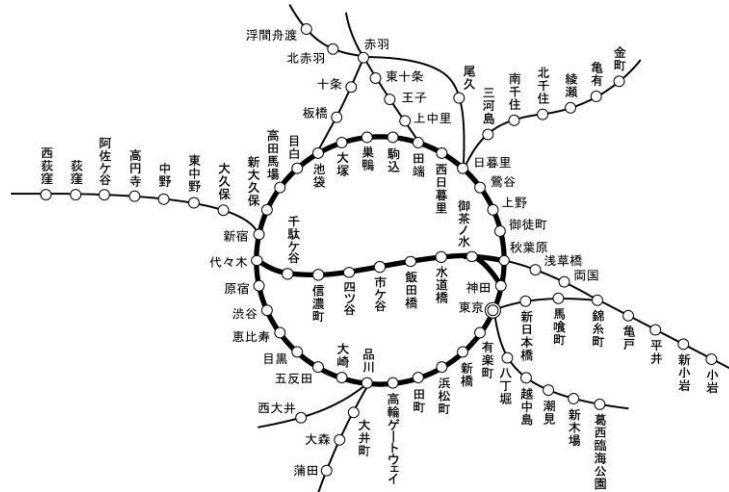 浮間舟渡
北赤羽
赤羽
十条
東十条
板橋
王子
上中里
尾久
三河島
南千住
北千住
綾瀬
亀有
金町
西荻窪
荻窪
阿佐ケ谷
高円寺
中野
東中野
大久保
新大久保
高田馬場
目白
池袋
大塚
巣鴨
駒込
田端
西日暮里
日暮里
鶯谷
上野
御徒町
秋葉原
新宿
代々木
千駄ケ谷
信濃町
四ツ谷
市ケ谷
飯田橋
水道橋
御茶ノ水
浅草橋
両国
錦糸町
亀戸
平井
新小岩
小岩
神田
東京
新日本橋
馬喰町
原宿
渋谷
恵比寿
目黒
五反田
大崎
品川
高輪ゲートウェイ
田町
浜松町
新橋
有楽町
八丁堀
越中島
潮見
新木場
葛西臨海公園
西大井
大井町
大森
蒲田